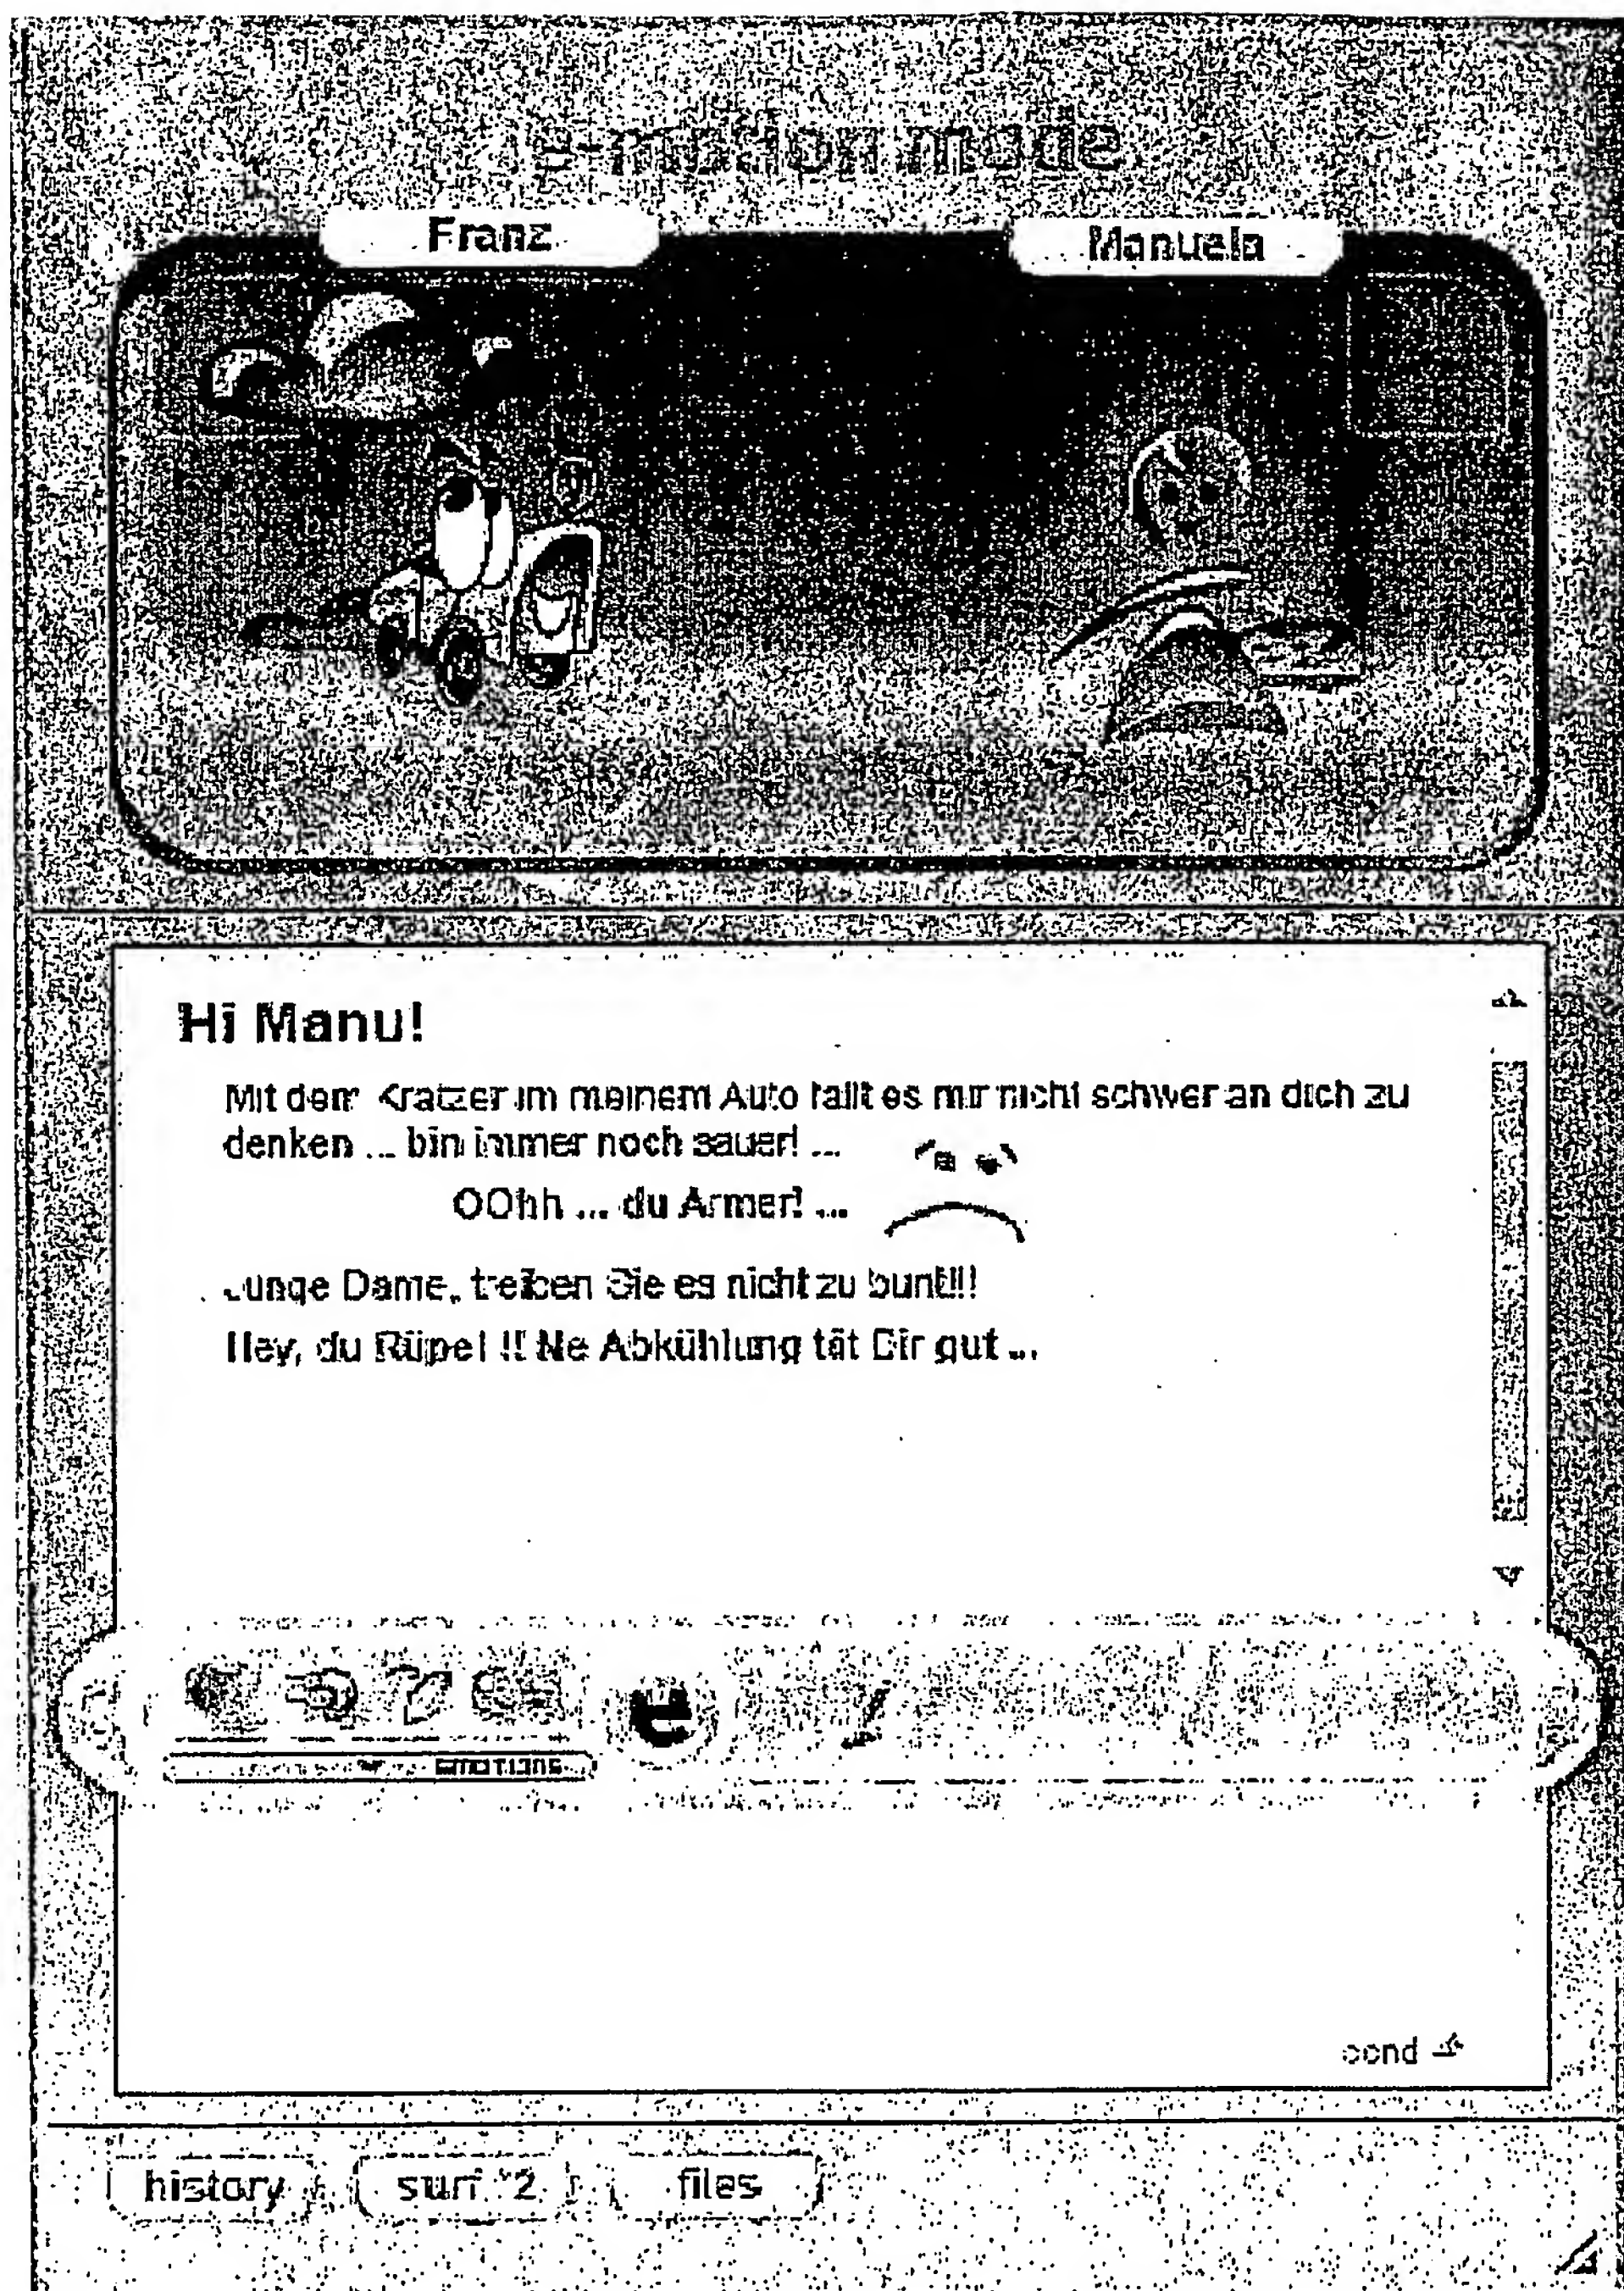 e-motion mode
Franz
Manuela
Hi Manu!
Mit dem Kratzer im meinem Auto fällt es mir nicht schwer an dich zu
denken ... bin immer noch sauer! ...
OOhh ... du Armer! ...
Junge Dame, treiben Sie es nicht zu bunt!!!
Hey, du Rüpel !! Ne Abkühlung tät Dir gut ...
e
EMOTIONS
send
history
surf *2
files